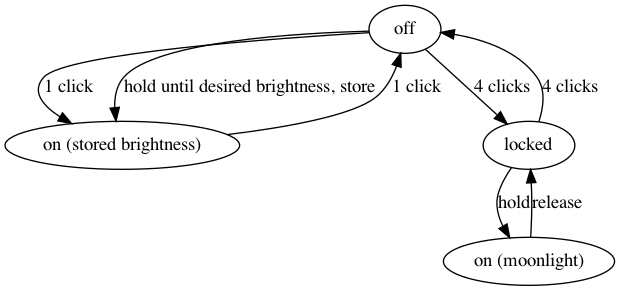 off
1 click
hold until desired brightness, store
1 click
4 clicks
4 clicks
on (stored brightness)
locked
hold
release
on (moonlight)